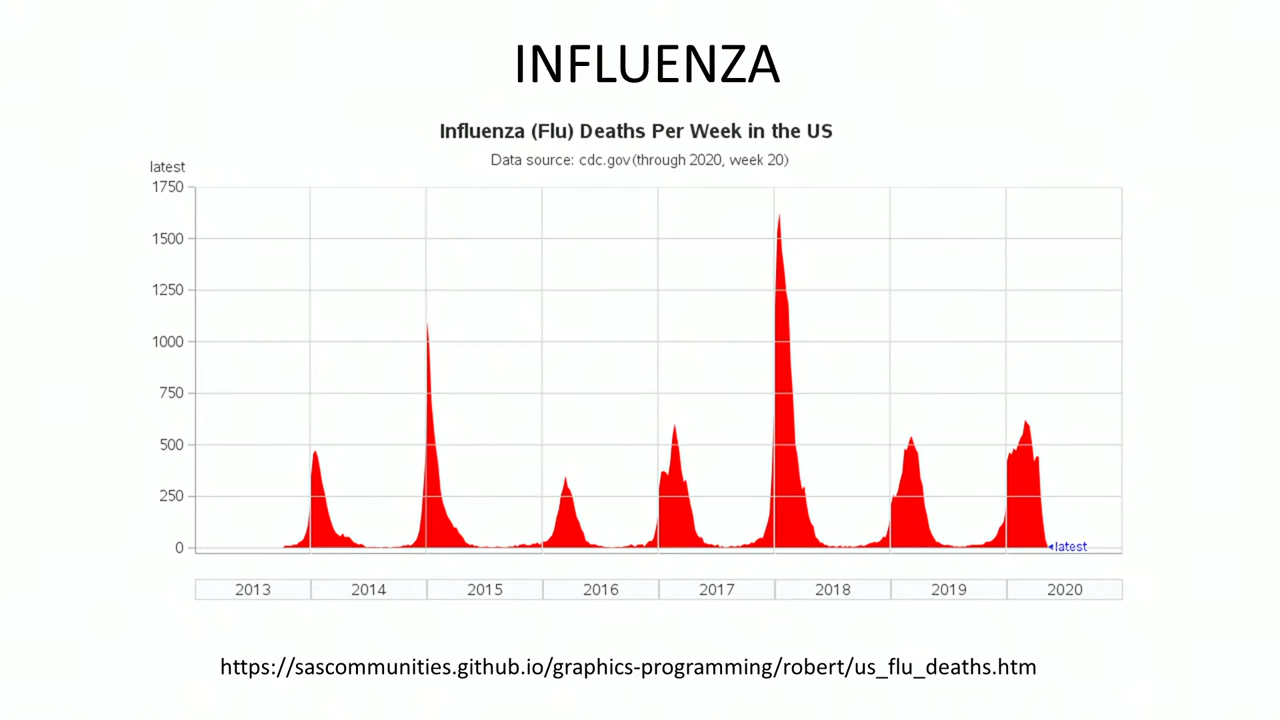 INFLUENZA
Influenza (Flu) Deaths Per Week in the US
Data source: cdc.gov(through 2020, week 20)
latest
1750
1500
1250
1000
750
500
250
0
latest
2013 2014 2015 2016 2017 2018 2019 2020
https://sascommunities.github.io/graphics-programming/robert/us_flu_deaths.htm